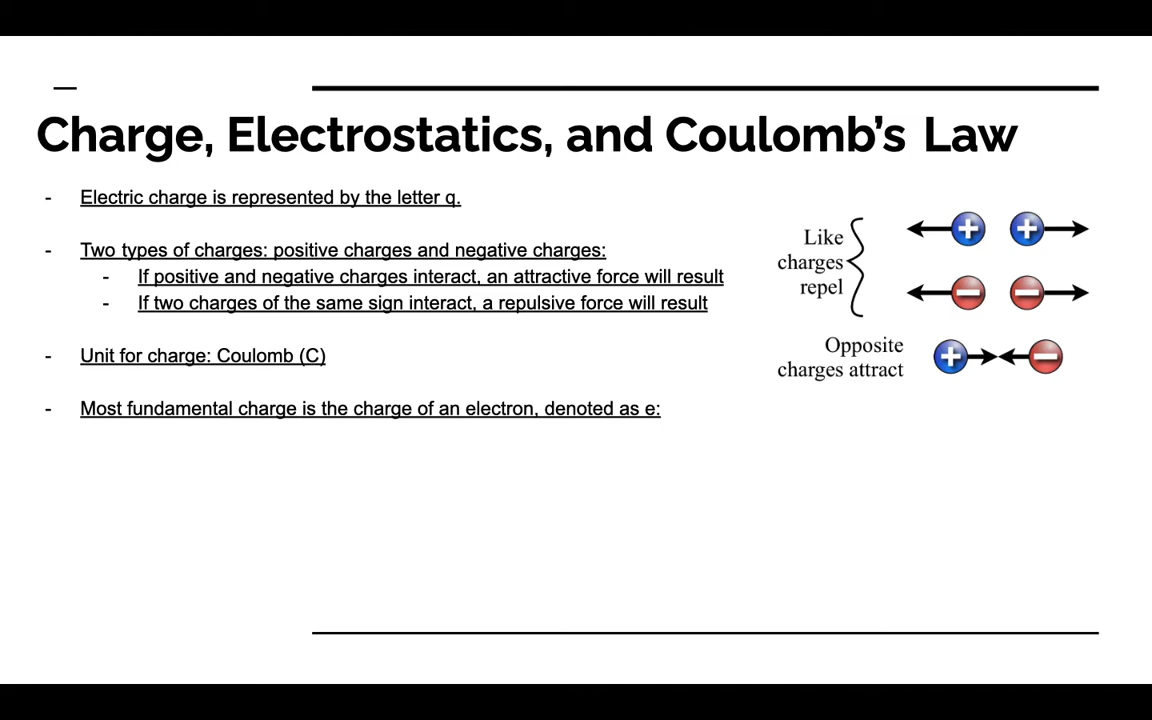 Charge, Electrostatics, and Coulomb's Law
- Electric charge is represented by the letter q.
- Two types of charges: positive charges and negative charges:
- If positive and negative charges interact, an attractive force will result
- If two charges of the same sign interact, a repulsive force will result
- Unit for charge: Coulomb (C)
- Most fundamental charge is the charge of an electron, denoted as e:
Like
charges
repel
+ +
− −
Opposite
charges attract
+ −